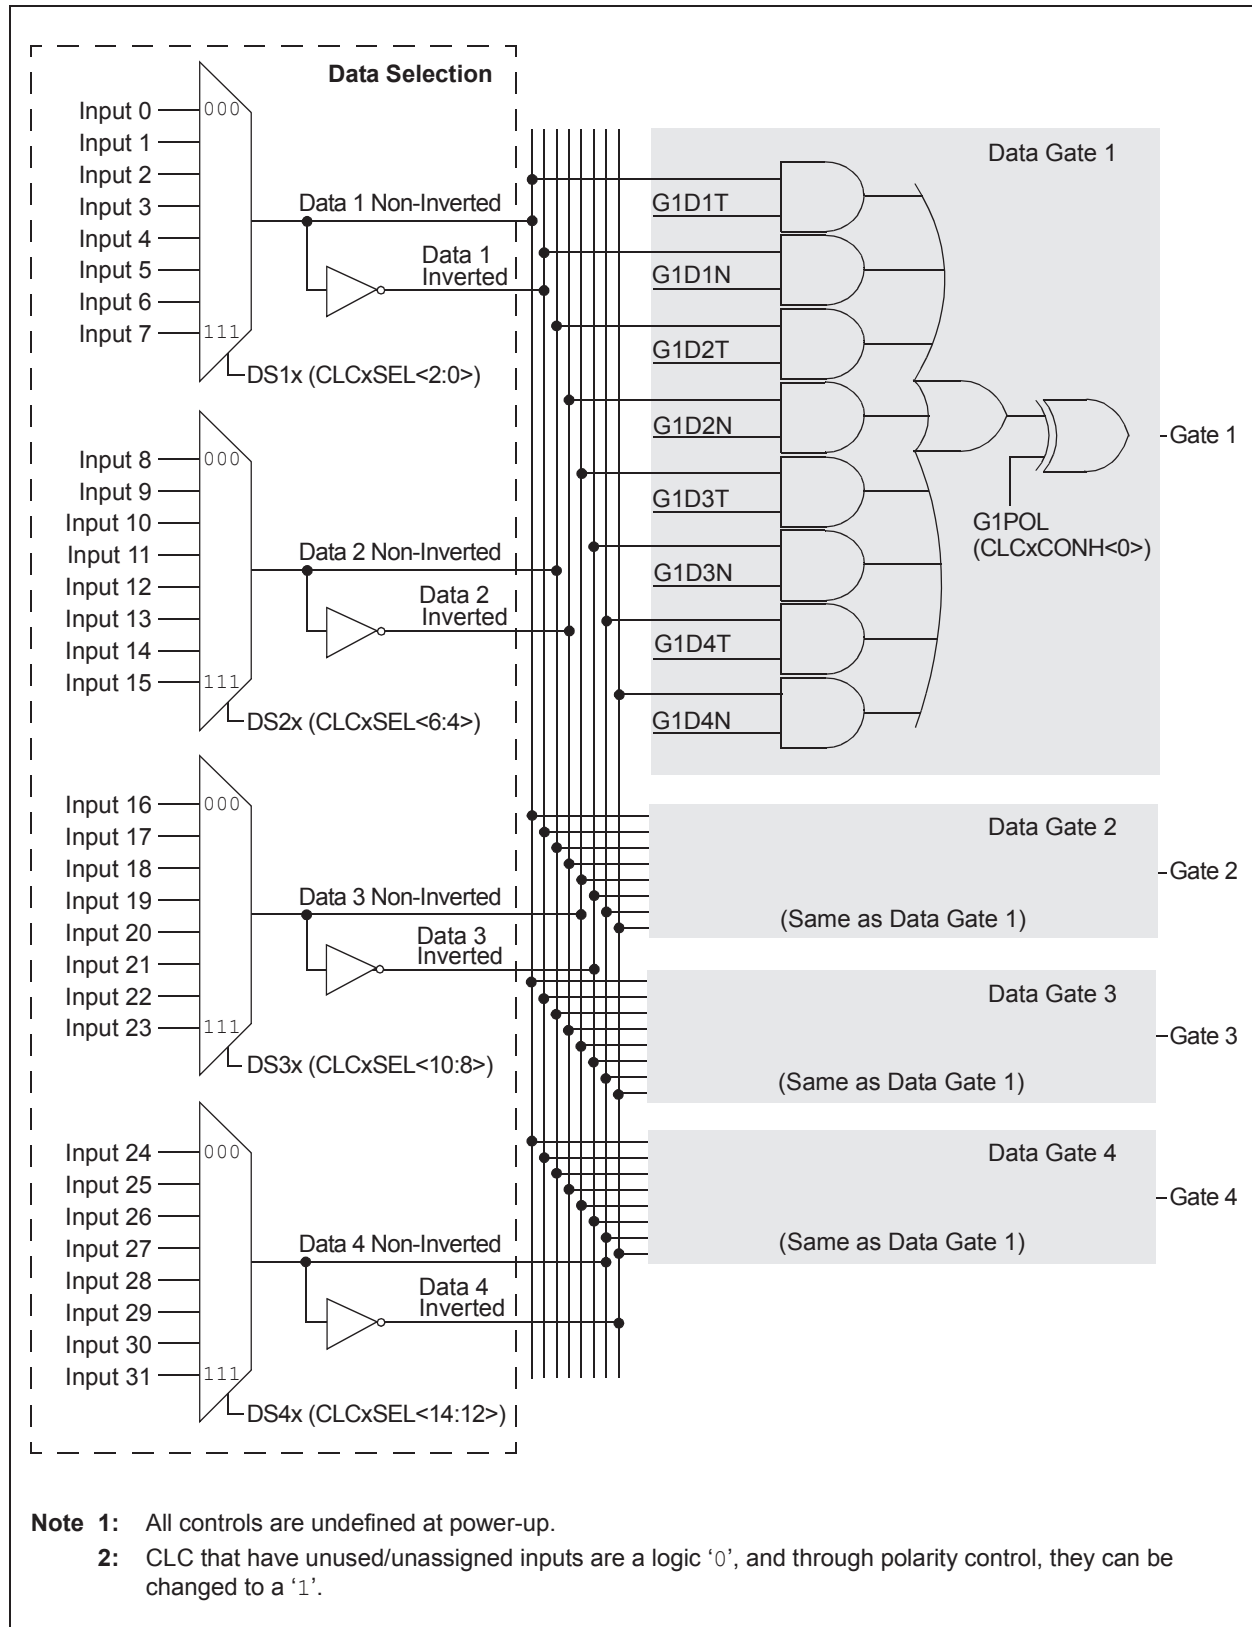 Data Selection
Input 0
Input 1
Input 2
Input 3
Input 4
Input 5
Input 6
Input 7
000
111
Data 1 Non-Inverted
Data 1
Inverted
DS1x (CLCxSEL<2:0>)
Input 8
Input 9
Input 10
Input 11
Input 12
Input 13
Input 14
Input 15
000
111
Data 2 Non-Inverted
Data 2
Inverted
DS2x (CLCxSEL<6:4>)
Input 16
Input 17
Input 18
Input 19
Input 20
Input 21
Input 22
Input 23
000
111
Data 3 Non-Inverted
Data 3
Inverted
DS3x (CLCxSEL<10:8>)
Input 24
Input 25
Input 26
Input 27
Input 28
Input 29
Input 30
Input 31
000
111
Data 4 Non-Inverted
Data 4
Inverted
DS4x (CLCxSEL<14:12>)
Data Gate 1
G1D1T
G1D1N
G1D2T
G1D2N
G1D3T
G1D3N
G1D4T
G1D4N
G1POL
(CLCxCONH<0>)
Gate 1
Data Gate 2
(Same as Data Gate 1)
Gate 2
Data Gate 3
(Same as Data Gate 1)
Gate 3
Data Gate 4
(Same as Data Gate 1)
Gate 4
Note 1: All controls are undefined at power-up.
2: CLC that have unused/unassigned inputs are a logic ‘0’, and through polarity control, they can be
changed to a ‘1’.